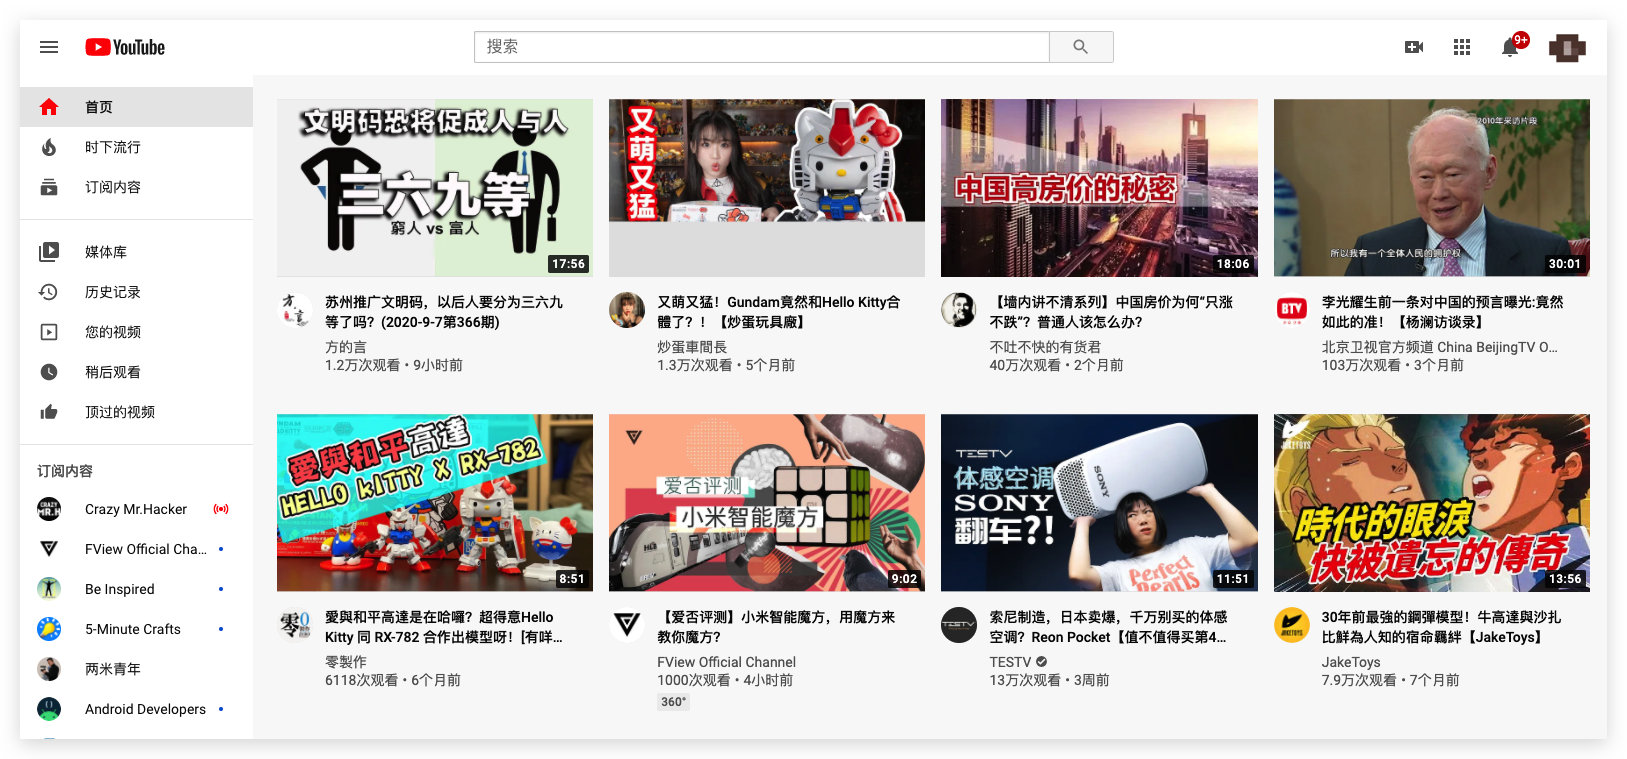 YouTube
搜索
9+
首页
时下流行
订阅内容
媒体库
历史记录
您的视频
稍后观看
顶过的视频
订阅内容
CRAZY
MR.H
Crazy Mr.Hacker
FView Official Cha...
Be Inspired
5-Minute Crafts
两米青年
Android Developers
文明码恐将促成人与人
三六九等
窮人 vs 富人
17:56
方言
苏州推广文明码，以后人要分为三六九
等了吗？(2020-9-7第366期)
方的言
1.2万次观看 • 9小时前
又萌又猛
又萌又猛！Gundam竟然和Hello Kitty合
體了？！【炒蛋玩具廠】
炒蛋車間長
1.3万次观看 • 5个月前
中国高房价的秘密
18:06
【墙内讲不清系列】中国房价为何“只涨
不跌”？普通人该怎么办?
不吐不快的有货君
40万次观看 • 2个月前
2010年采访片段
所以我有一个全体人民的拥护权
30:01
BTV
李光耀生前一条对中国的预言曝光:竟然
如此的准！【杨澜访谈录】
北京卫视官方频道 China BeijingTV O...
103万次观看 • 3个月前
愛與和平高達
HELLO KITTY X RX-782
8:51
零
愛與和平高達是在哈囉？超得意Hello
Kitty 同 RX-782 合作出模型呀！[有咩...
零製作
6118次观看 • 6个月前
爱否评测
小米智能魔方
9:02
【爱否评测】小米智能魔方，用魔方来
教你魔方?
FView Official Channel
1000次观看 • 4小时前
360°
TESTV
体感空调
SONY
翻车?!
SONY
Perfect
Pearls
11:51
TESTV
索尼制造，日本卖爆，千万别买的体感
空调？Reon Pocket【值不值得买第4...
TESTV
13万次观看 • 3周前
JAKETOYS
時代的眼淚
快被遺忘的傳奇
13:56
JAKETOYS
30年前最強的鋼彈模型！牛高達與沙扎
比鮮為人知的宿命羈絆【JakeToys】
JakeToys
7.9万次观看 • 7个月前